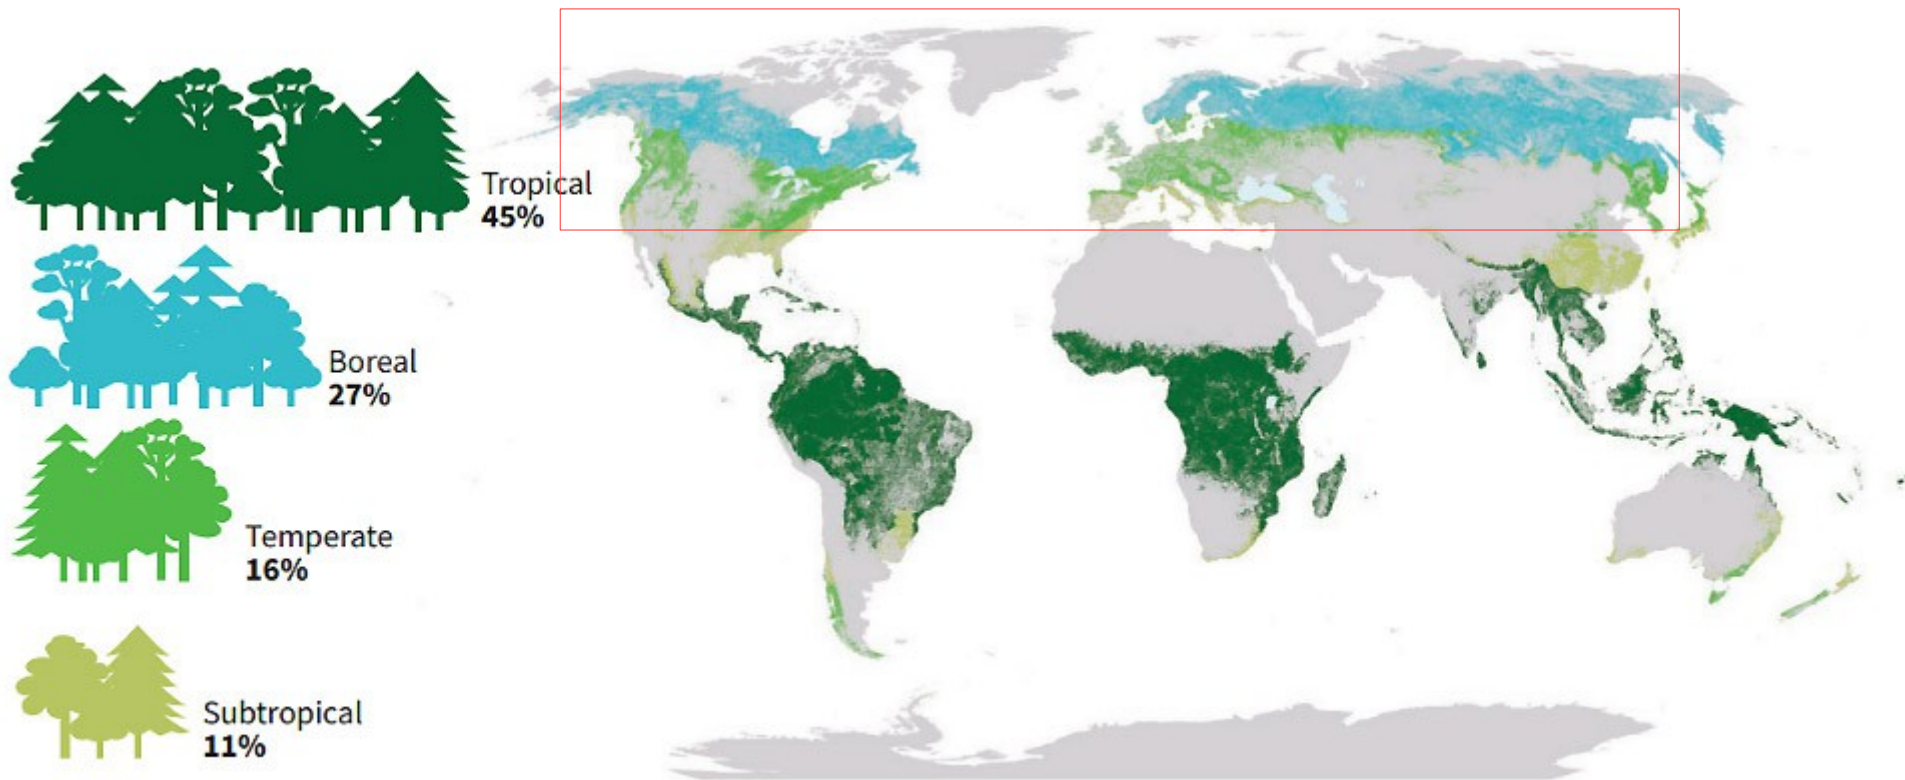 Tropical
45%
Boreal
27%
Temperate
16%
Subtropical
11%